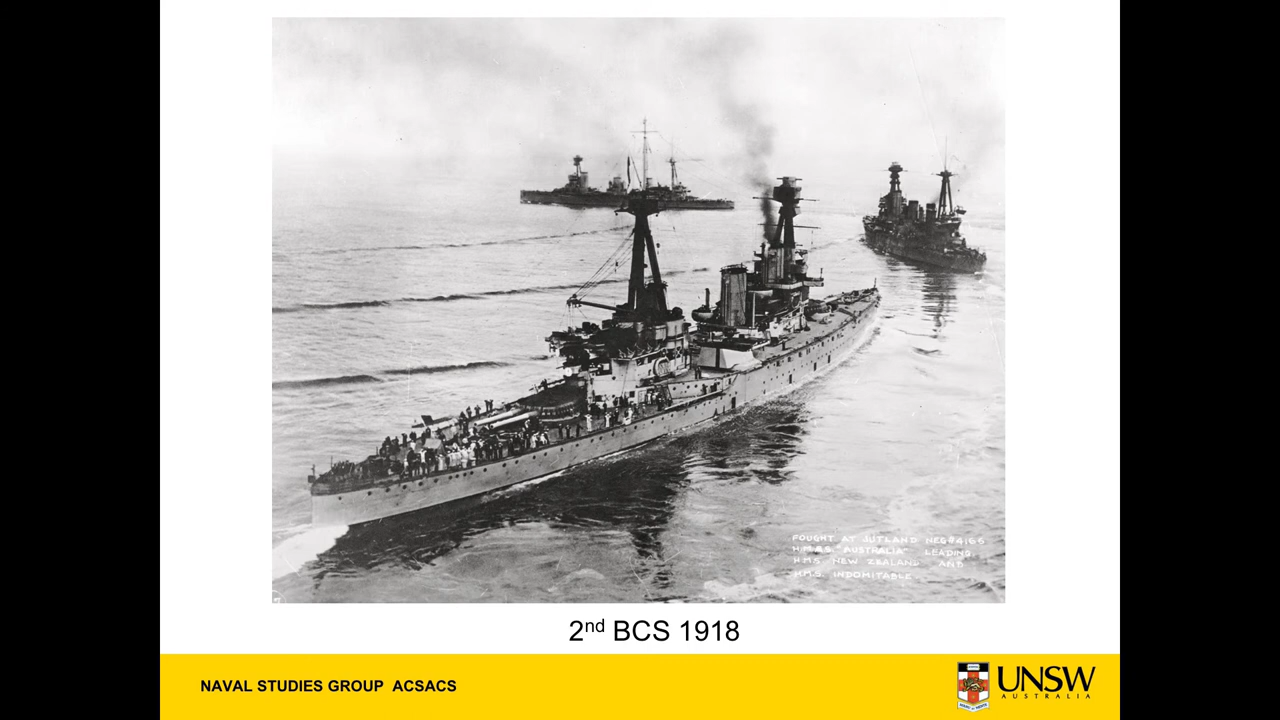 FOUGHT AT JUTLAND NEG#4166
H.M.A.S. "AUSTRALIA" LEADING
H.M.S. NEW ZEALAND AND
H.M.S. INDOMITABLE
2nd BCS 1918
NAVAL STUDIES GROUP ACSACS
UNSW
AUSTRALIA